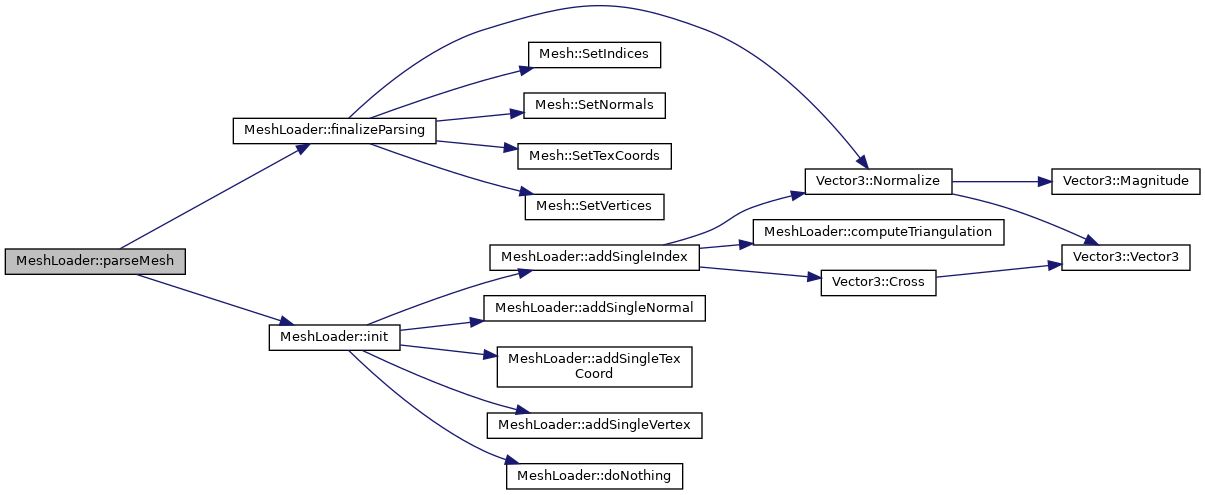 MeshLoader::parseMesh
MeshLoader::finalizeParsing
Mesh::SetIndices
Mesh::SetNormals
Mesh::SetTexCoords
Mesh::SetVertices
MeshLoader::init
MeshLoader::addSingleIndex
MeshLoader::addSingleNormal
MeshLoader::addSingleTex
Coord
MeshLoader::addSingleVertex
MeshLoader::doNothing
Vector3::Normalize
MeshLoader::computeTriangulation
Vector3::Cross
Vector3::Magnitude
Vector3::Vector3